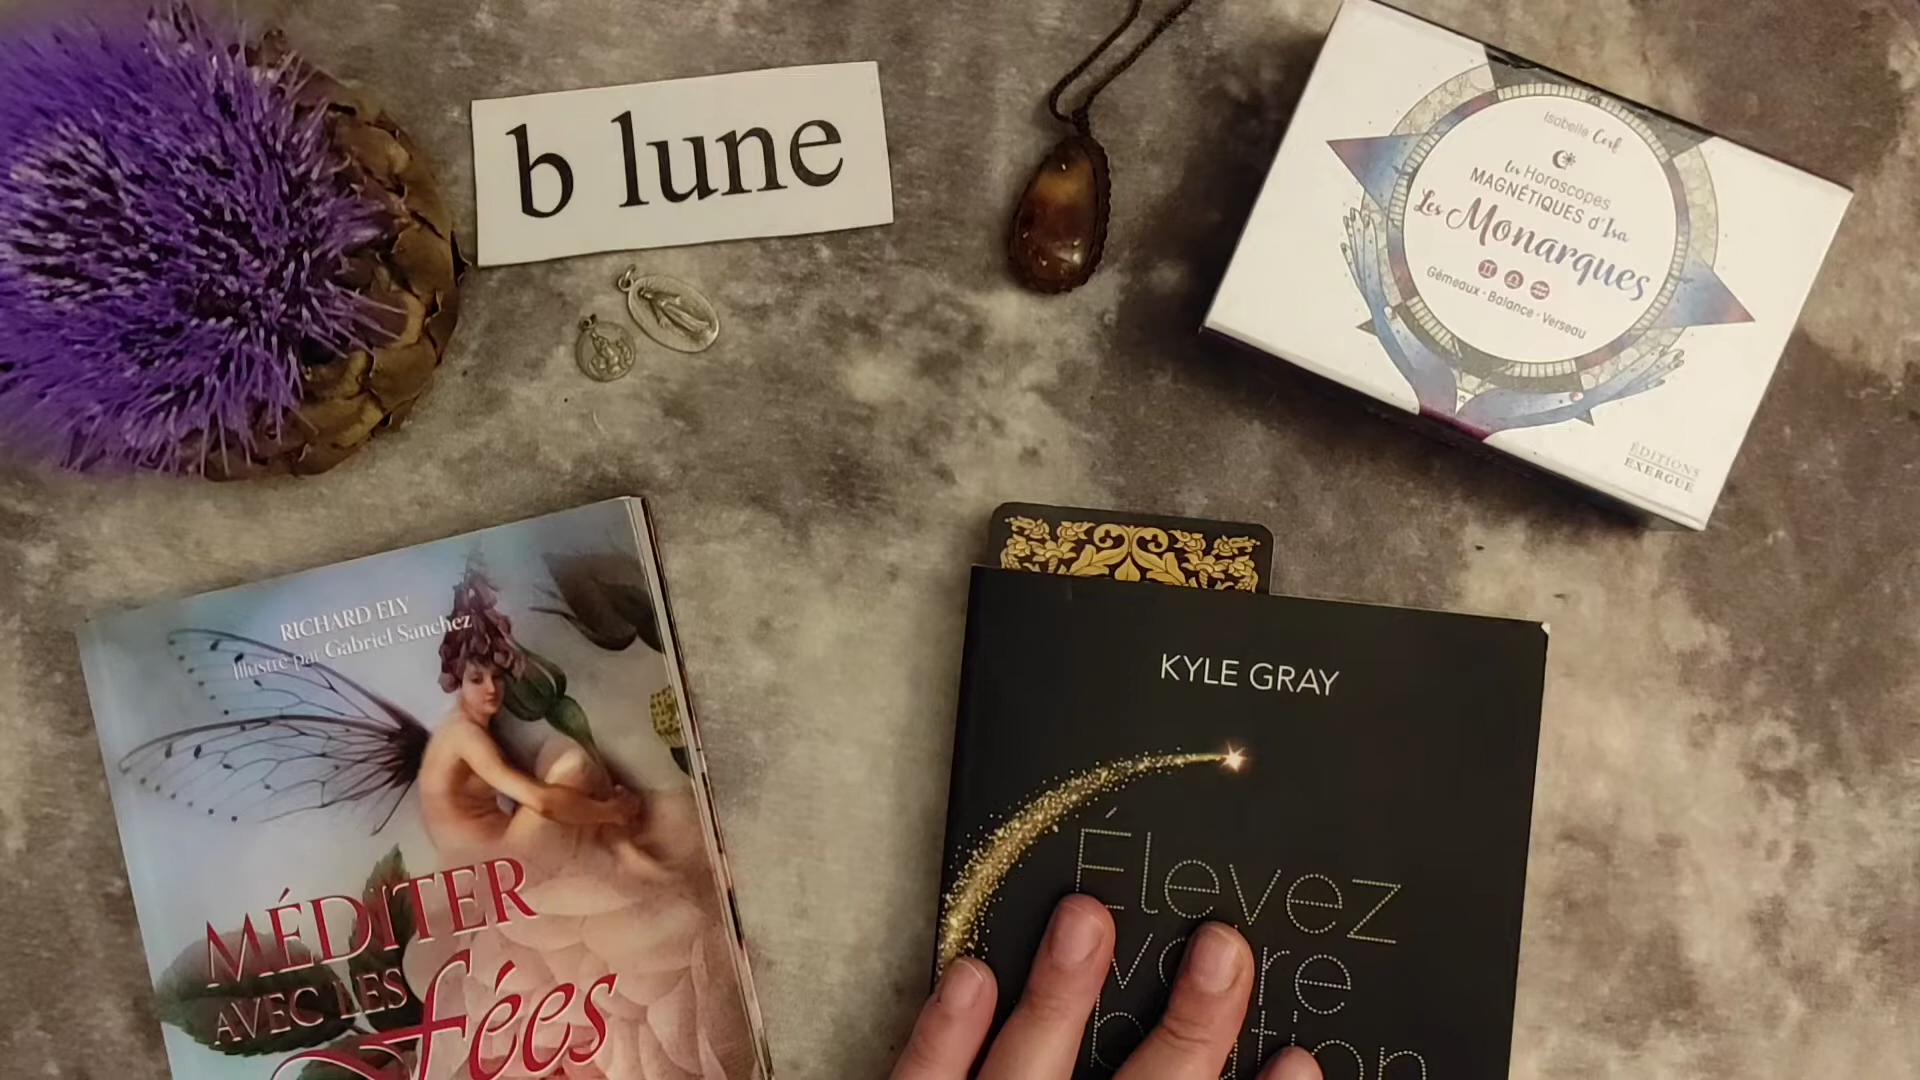 b lune
Isabelle Cerf
les Horoscopes
MAGNÉTIQUES d'Isa
Les Monarques
Gémeaux • Balance • Verseau
ÉDITIONS
EXERGUE
RICHARD ELY
Illustré par Gabriel Sanchez
MÉDITER
AVEC LES
fées
KYLE GRAY
Élevez